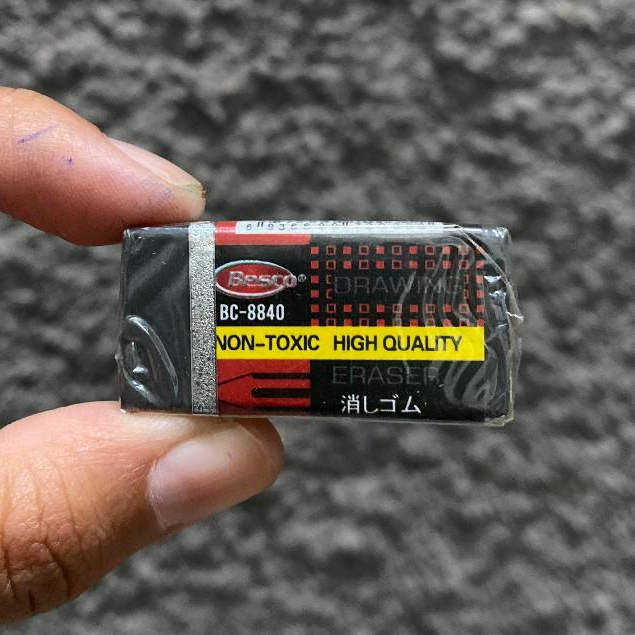 Besco®
DRAWING
BC-8840
NON-TOXIC HIGH QUALITY
ERASER
消しゴム